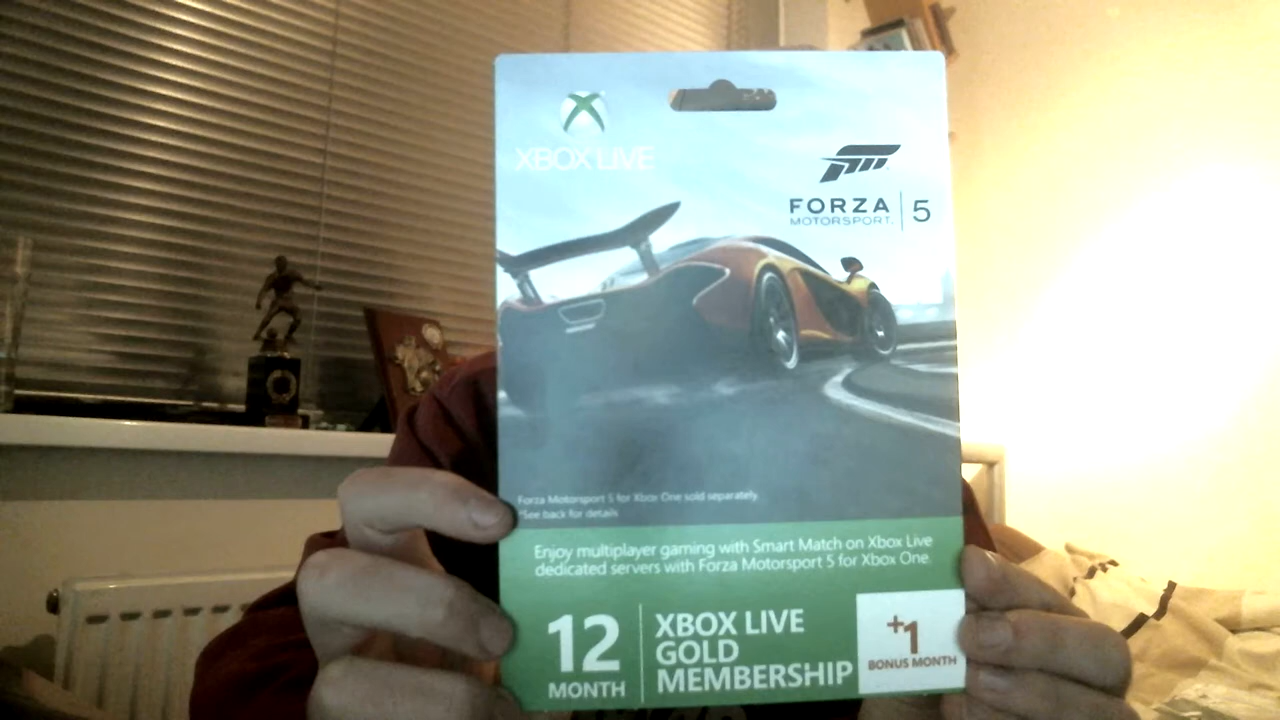 XBOX LIVE
FORZA
MOTORSPORT.
5
Forza Motorsport 5 for Xbox One sold separately.
*See back for details
Enjoy multiplayer gaming with Smart Match on Xbox Live
dedicated servers with Forza Motorsport 5 for Xbox One.
12
MONTH
XBOX LIVE
GOLD
MEMBERSHIP
+1
BONUS MONTH